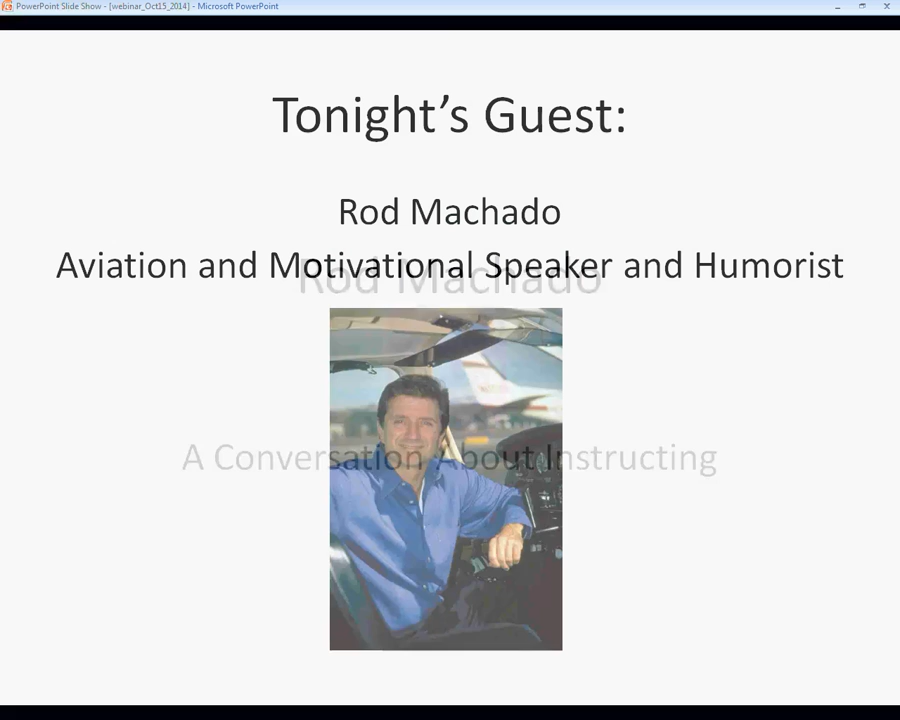 PowerPoint Slide Show - [webinar_Oct15_2014] - Microsoft PowerPoint
Tonight’s Guest:
Rod Machado
Aviation and Motivational Speaker and Humorist
Rod Machado
A Conversation About Instructing